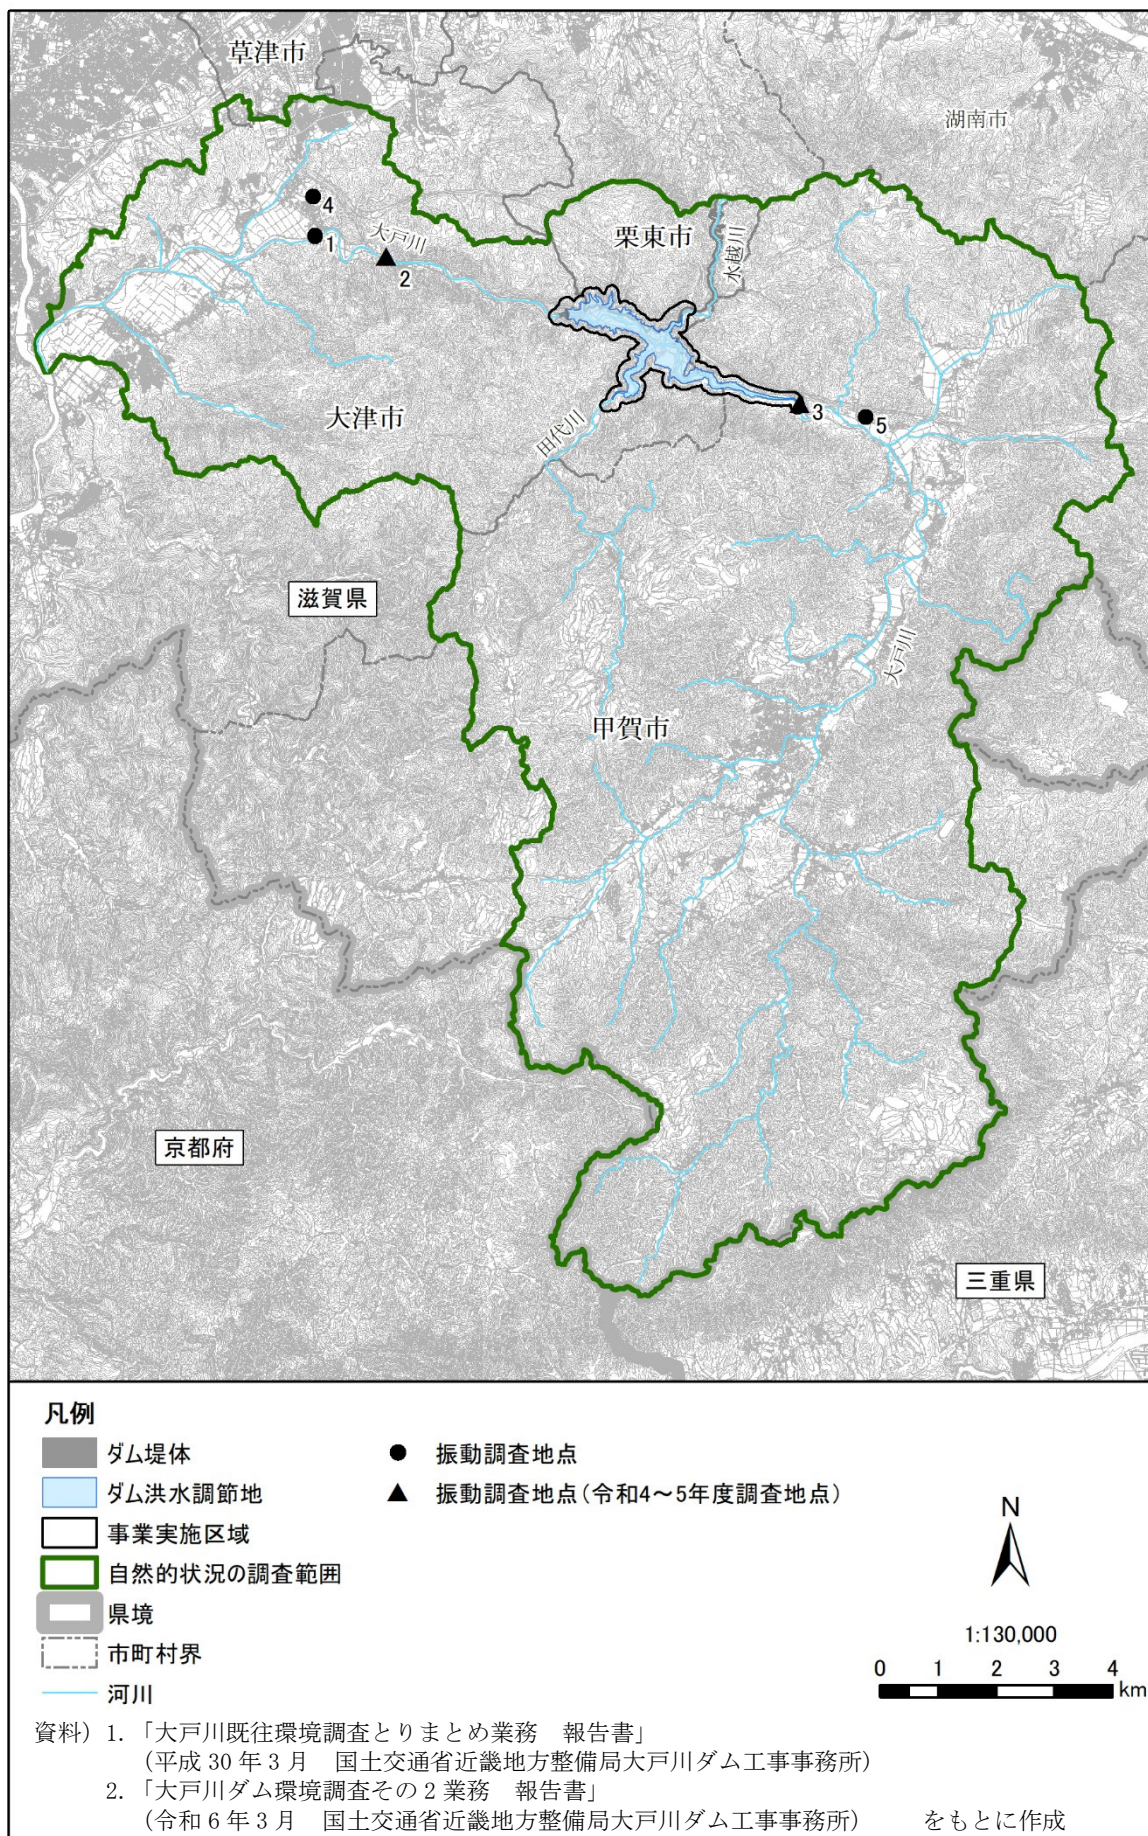 草津市
湖南市
4
栗東市
水越川
1
大戸川
2
3
5
大津市
田代川
滋賀県
大戸川
甲賀市
京都府
三重県
凡例
ダム堤体
ダム洪水調節地
事業実施区域
自然的状況の調査範囲
県境
市町村界
河川
● 振動調査地点
▲ 振動調査地点(令和4～5年度調査地点)
N
1:130,000
0 1 2 3 4
km
資料) 1. 「大戸川既往環境調査とりまとめ業務 報告書」
(平成 30 年 3 月 国土交通省近畿地方整備局大戸川ダム工事事務所)
2. 「大戸川ダム環境調査その 2 業務 報告書」
(令和 6 年 3 月 国土交通省近畿地方整備局大戸川ダム工事事務所) をもとに作成